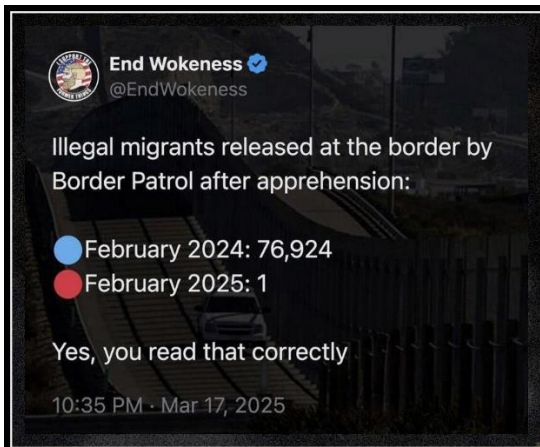 End Wokeness
@EndWokeness
Illegal migrants released at the border by
Border Patrol after apprehension:
February 2024: 76,924
February 2025: 1
Yes, you read that correctly
10:35 PM · Mar 17, 2025